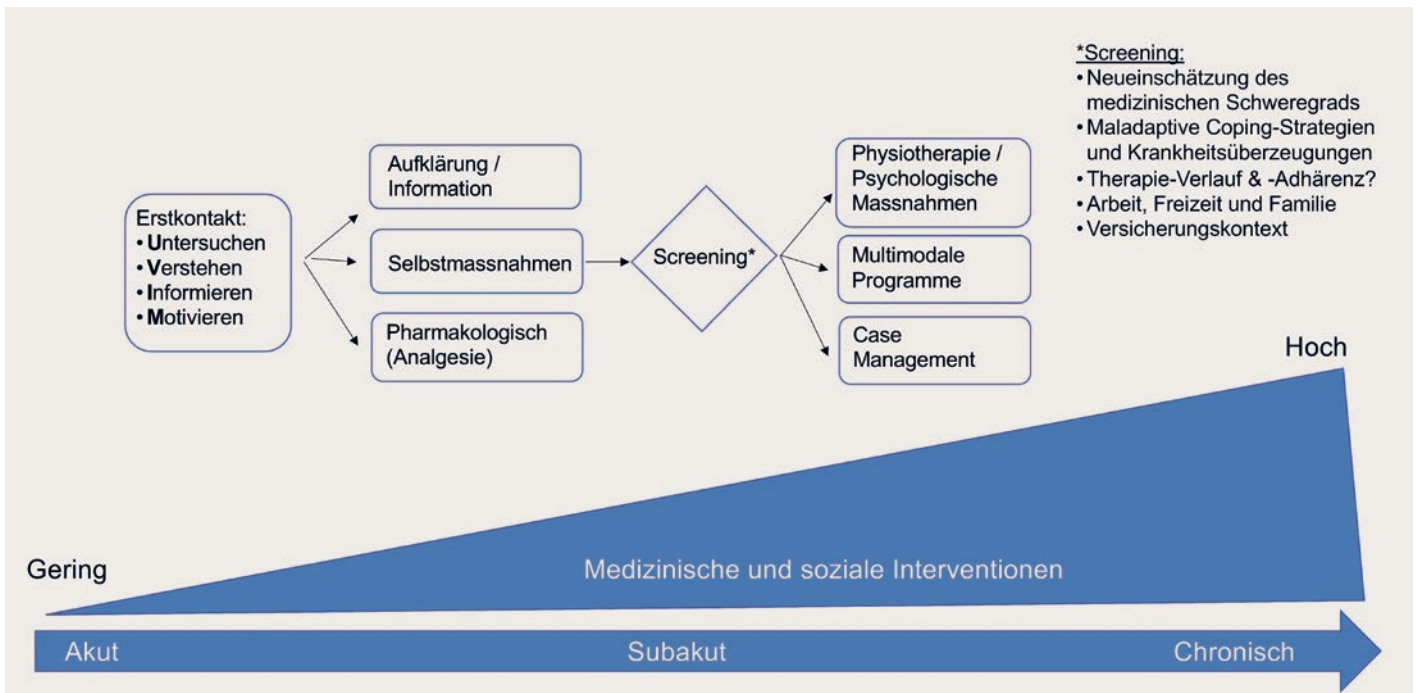 Erstkontakt:
• Untersuchen
• Verstehen
• Informieren
• Motivieren
Aufklärung /
Information
Selbstmassnahmen
Pharmakologisch
(Analgesie)
Screening*
Physiotherapie /
Psychologische
Massnahmen
Multimodale
Programme
Case
Management
*Screening:
• Neueinschätzung des
medizinischen Schweregrads
• Maladaptive Coping-Strategien
und Krankheitsüberzeugungen
• Therapie-Verlauf & -Adhärenz?
• Arbeit, Freizeit und Familie
• Versicherungskontext
Hoch
Gering
Medizinische und soziale Interventionen
Akut
Subakut
Chronisch